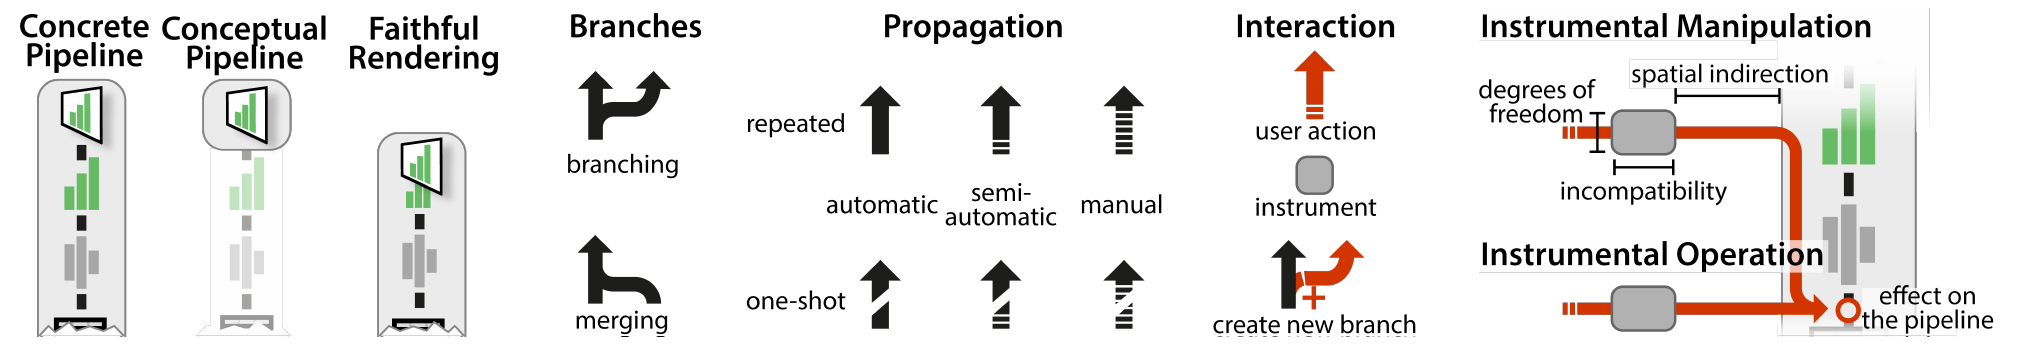 Concrete
Pipeline
Conceptual
Pipeline
Faithful
Rendering
Branches
branching
merging
Propagation
repeated
automatic
semi-
automatic
manual
one-shot
Interaction
user action
instrument
create new branch
Instrumental Manipulation
spatial indirection
degrees of
freedom
incompatibility
Instrumental Operation
effect on
the pipeline